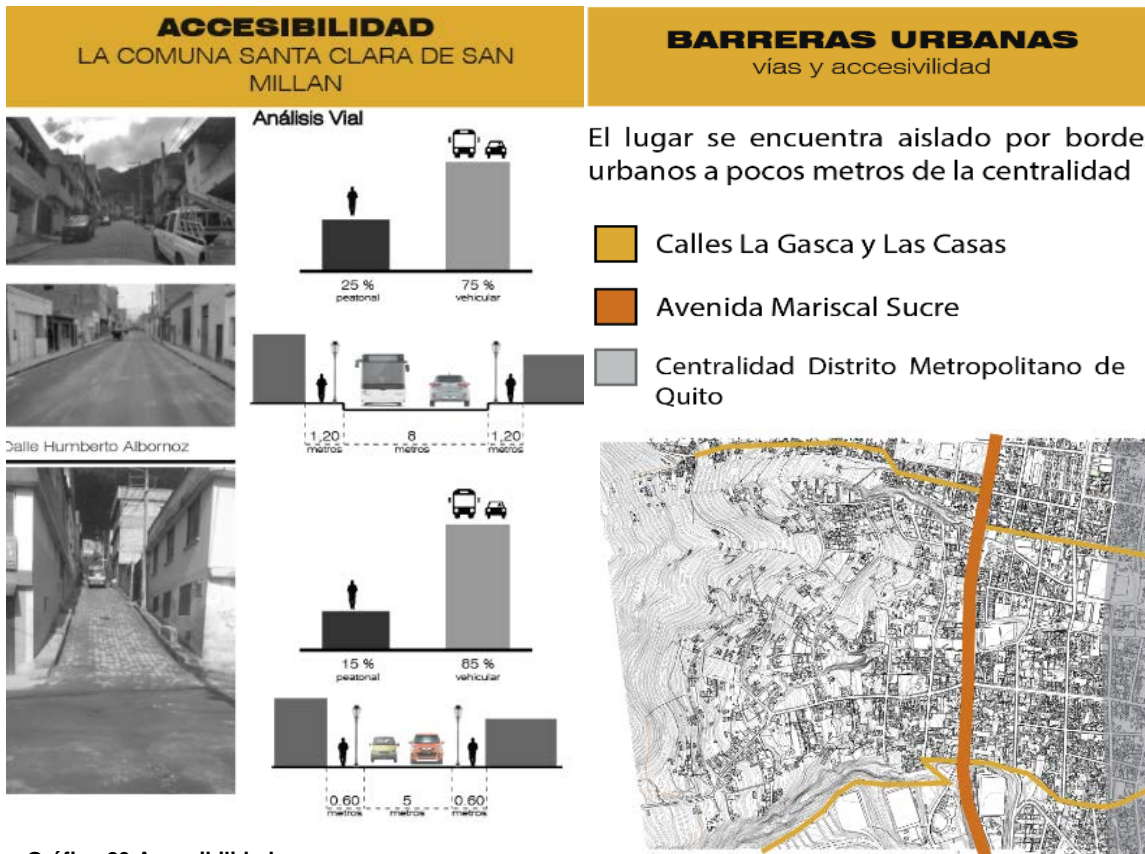 ACCESIBILIDAD
LA COMUNA SANTA CLARA DE SAN
MILLAN
Análisis Vial
25 %
peatonal
75 %
vehicular
1,20
metros
8
metros
1,20
metros
Calle Humberto Albornoz
15 %
peatonal
85 %
vehicular
0.60
metros
5
metros
0.60
metros
BARRERAS URBANAS
vías y accesivilidad
El lugar se encuentra aislado por borde
urbanos a pocos metros de la centralidad
Calles La Gasca y Las Casas
Avenida Mariscal Sucre
Centralidad Distrito Metropolitano de
Quito